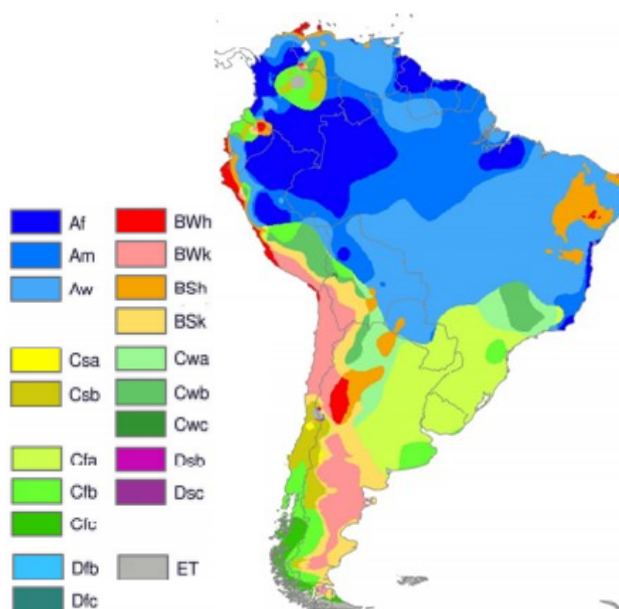 Af BWh
Am BWk
Aw BSh
BSk
Csa Cwa
Csb Cwb
Cwc
Cfa Dsb
Cfb Dsc
Cfc
Dfb ET
Dfc